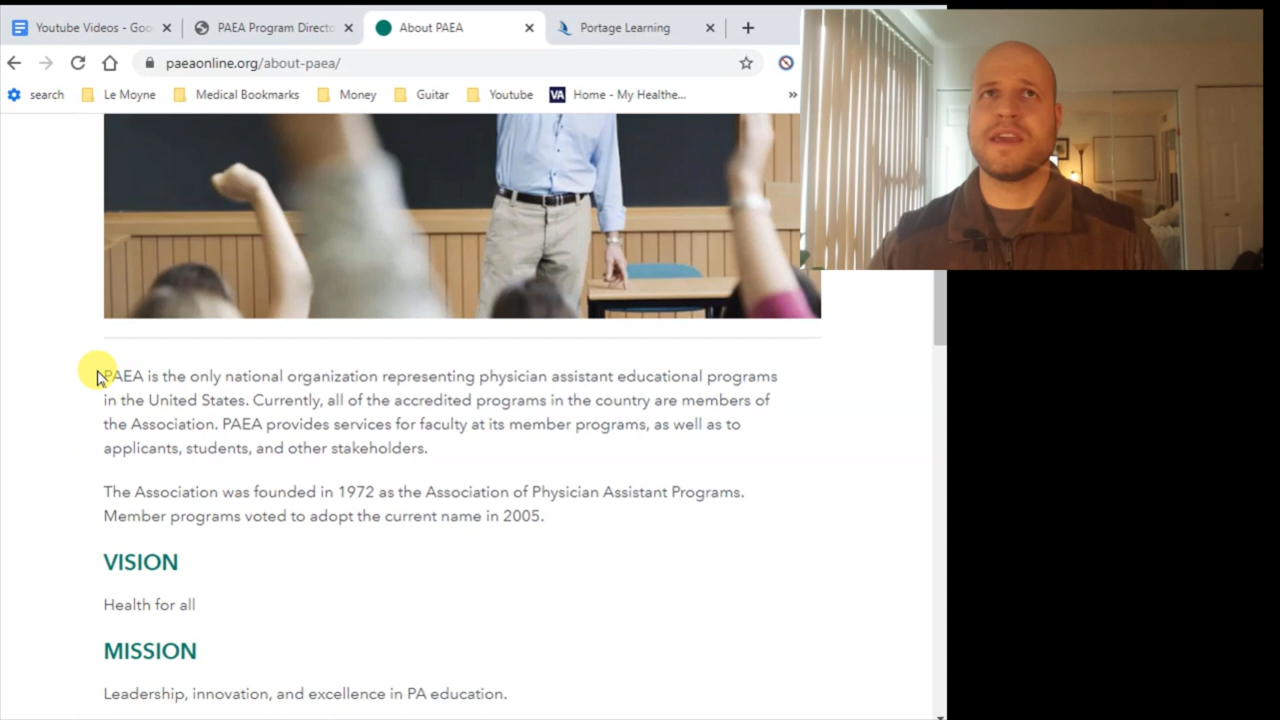 Youtube Videos - Goo
PAEA Program Directo
About PAEA
Portage Learning
paeaonline.org/about-paea/
search
Le Moyne
Medical Bookmarks
Money
Guitar
Youtube
VA
Home - My Healthe...
»
PAEA is the only national organization representing physician assistant educational programs
in the United States. Currently, all of the accredited programs in the country are members of
the Association. PAEA provides services for faculty at its member programs, as well as to
applicants, students, and other stakeholders.
The Association was founded in 1972 as the Association of Physician Assistant Programs.
Member programs voted to adopt the current name in 2005.
VISION
Health for all
MISSION
Leadership, innovation, and excellence in PA education.